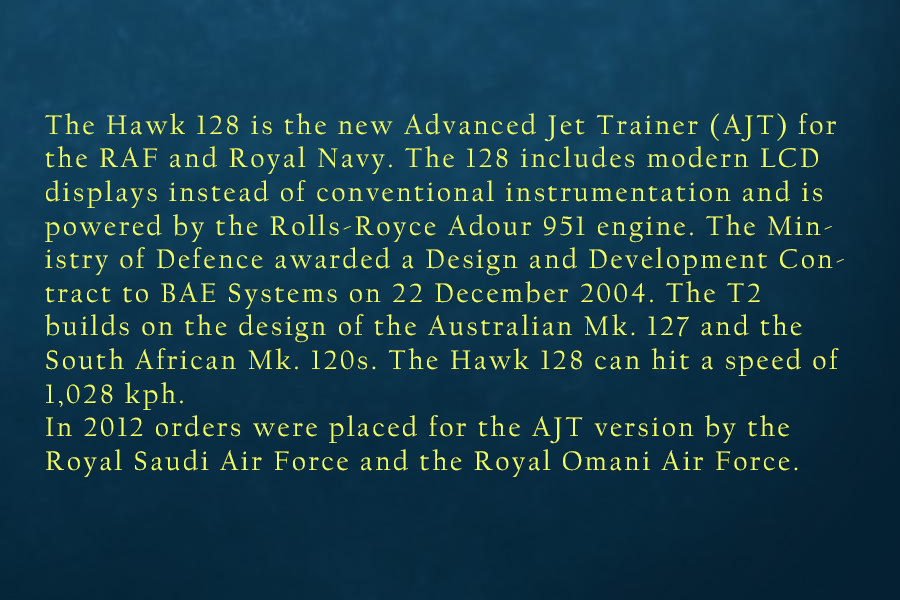 The Hawk 128 is the new Advanced Jet Trainer (AJT) for
the RAF and Royal Navy. The 128 includes modern LCD
displays instead of conventional instrumentation and is
powered by the Rolls-Royce Adour 951 engine. The Min-
istry of Defence awarded a Design and Development Con-
tract to BAE Systems on 22 December 2004. The T2
builds on the design of the Australian Mk. 127 and the
South African Mk. 120s. The Hawk 128 can hit a speed of
1,028 kph.
In 2012 orders were placed for the AJT version by the
Royal Saudi Air Force and the Royal Omani Air Force.